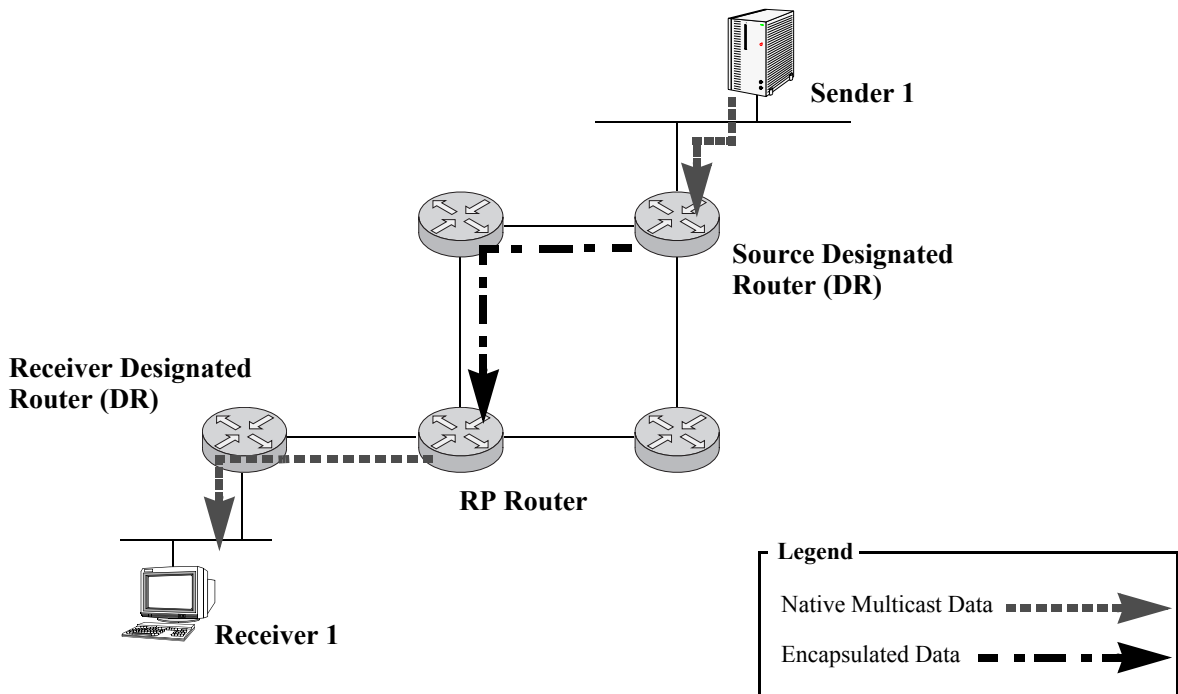 Sender 1
Source Designated
Router (DR)
Receiver Designated
Router (DR)
RP Router
Receiver 1
Legend
Native Multicast Data
Encapsulated Data